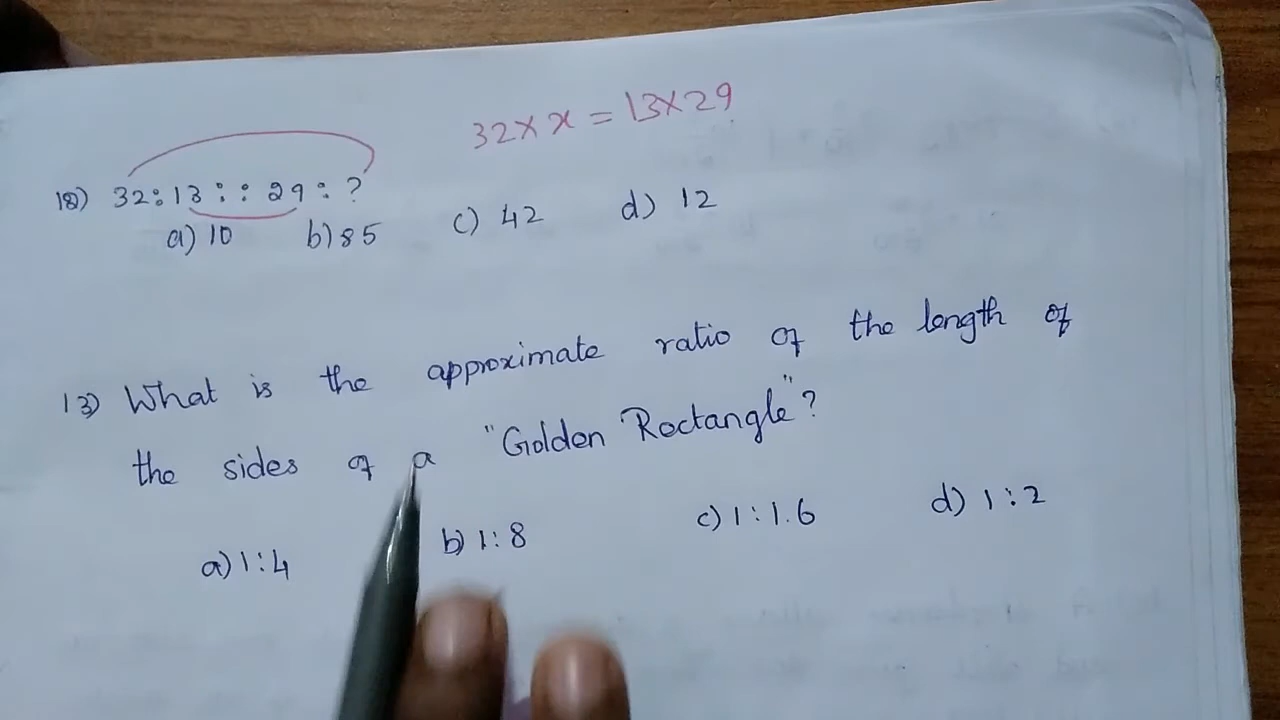 32 × x = 13 × 29
18) 32 : 13 : : 29 : ?
a) 10 b) 85 c) 42 d) 12
13) What is the approximate ratio of the length of
the sides of a "Golden Rectangle"?
a) 1:4 b) 1:8 c) 1:1.6 d) 1:2